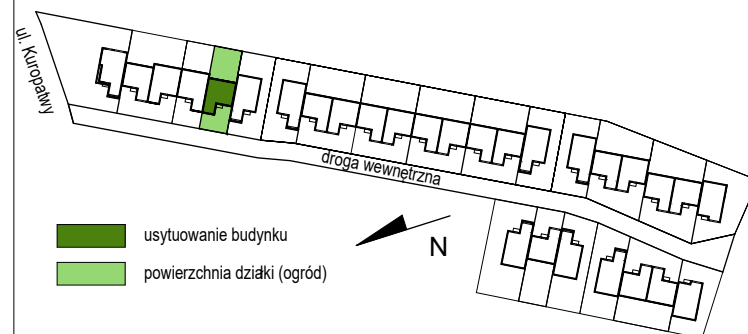 ul. Kuropatwy
droga wewnętrzna
usytuowanie budynku
N
powierzchnia działki (ogród)